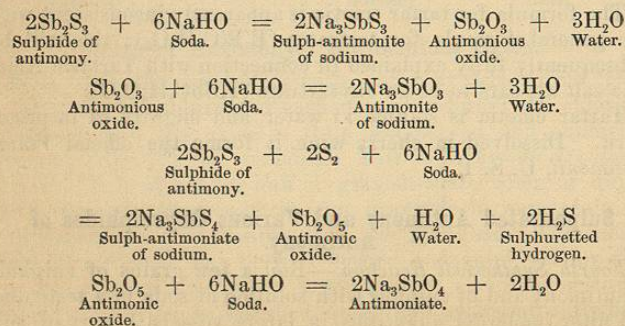 2Sb₂S₃ + 6NaHO = 2Na₃SbS₃ + Sb₂O₃ + 3H₂O
Sulphide of Soda. Sulph-antimonite Antimonious Water.
antimony. of sodium. oxide.
Sb₂O₃ + 6NaHO = 2Na₃SbO₃ + 3H₂O
Antimonious Soda. Antimonite Water.
oxide. of sodium.
2Sb₂S₃ + 2S₂ + 6NaHO
Sulphide of Soda.
antimony.
= 2Na₃SbS₄ + Sb₂O₅ + H₂O + 2H₂S
Sulph-antimoniate Antimonic Water. Sulphuretted
of sodium. oxide. hydrogen.
Sb₂O₅ + 6NaHO = 2Na₃SbO₄ + 2H₂O
Antimonic Soda. Antimoniate.
oxide.